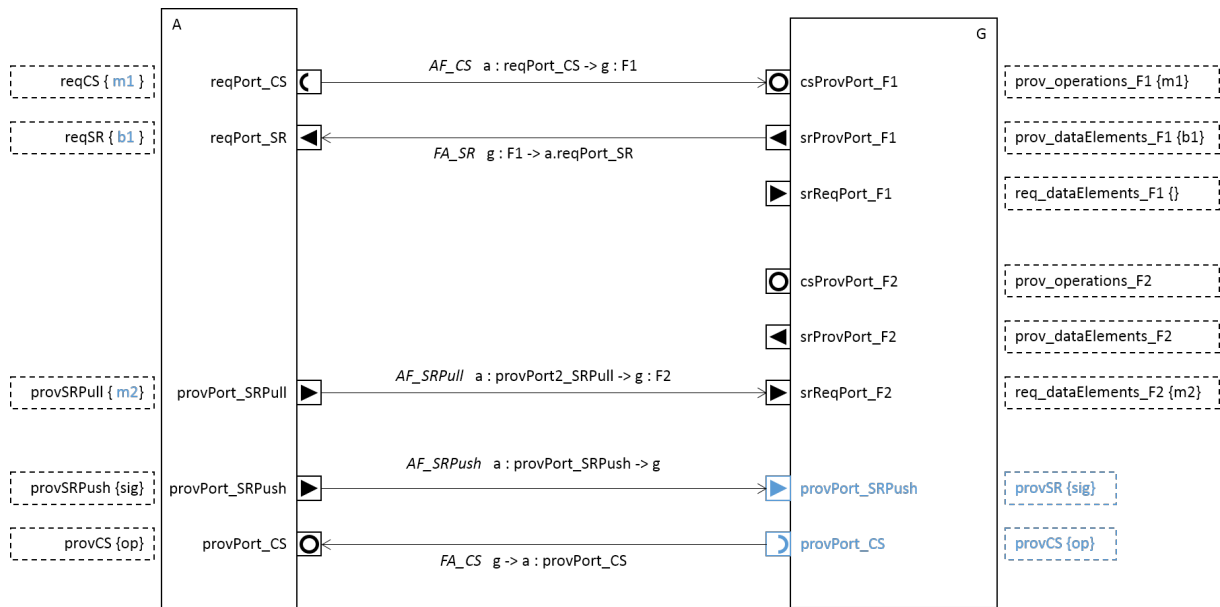 A
G
AF_CS a : reqPort_CS -> g : F1
reqCS { m1 }
reqPort_CS
csProvPort_F1
prov_operations_F1 {m1}
reqSR { b1 }
reqPort_SR
srProvPort_F1
prov_dataElements_F1 {b1}
FA_SR g : F1 -> a.reqPort_SR
srReqPort_F1
req_dataElements_F1 {}
csProvPort_F2
prov_operations_F2
srProvPort_F2
prov_dataElements_F2
AF_SRPull a : provPort2_SRPull -> g : F2
provSRPull { m2}
provPort_SRPull
srReqPort_F2
req_dataElements_F2 {m2}
AF_SRPush a : provPort_SRPush -> g
provSRPush {sig}
provPort_SRPush
provPort_SRPush
provSR {sig}
provCS {op}
provPort_CS
provPort_CS
provCS {op}
FA_CS g -> a : provPort_CS